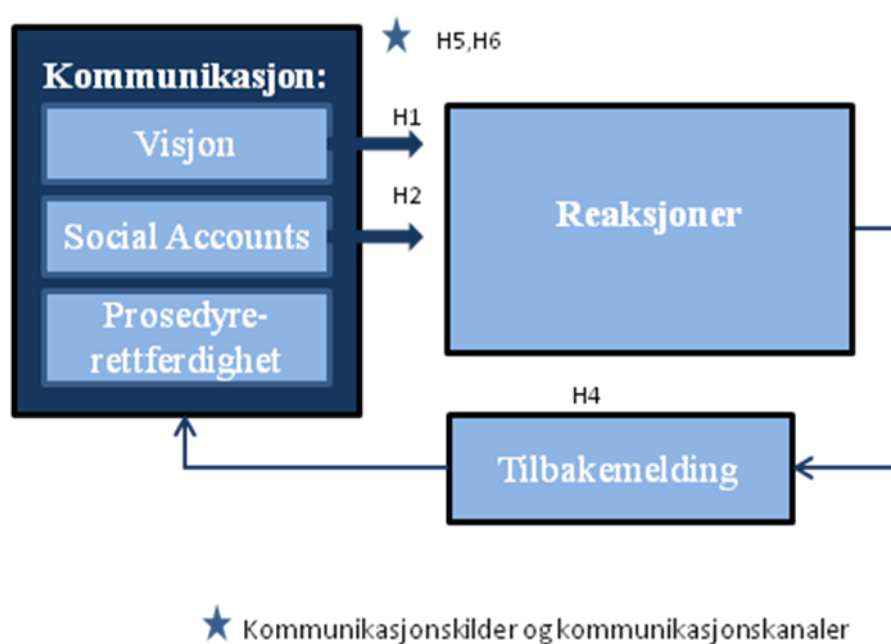 H5,H6
Kommunikasjon:
Visjon
H1
Social Accounts
H2
Reaksjoner
Prosedyre-
rettferdighet
H4
Tilbakemelding
Kommunikasjonskilder og kommunikasjonskanaler